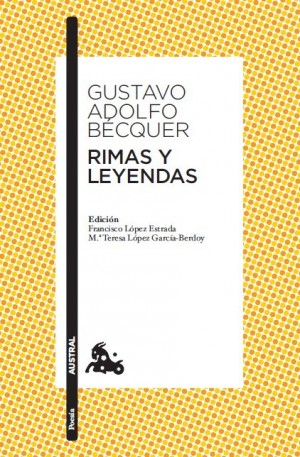 GUSTAVO
ADOLFO
BÉCQUER
RIMAS Y
LEYENDAS
Edición
Francisco López Estrada
M.ª Teresa López García-Berdoy
AUSTRAL
Poesía